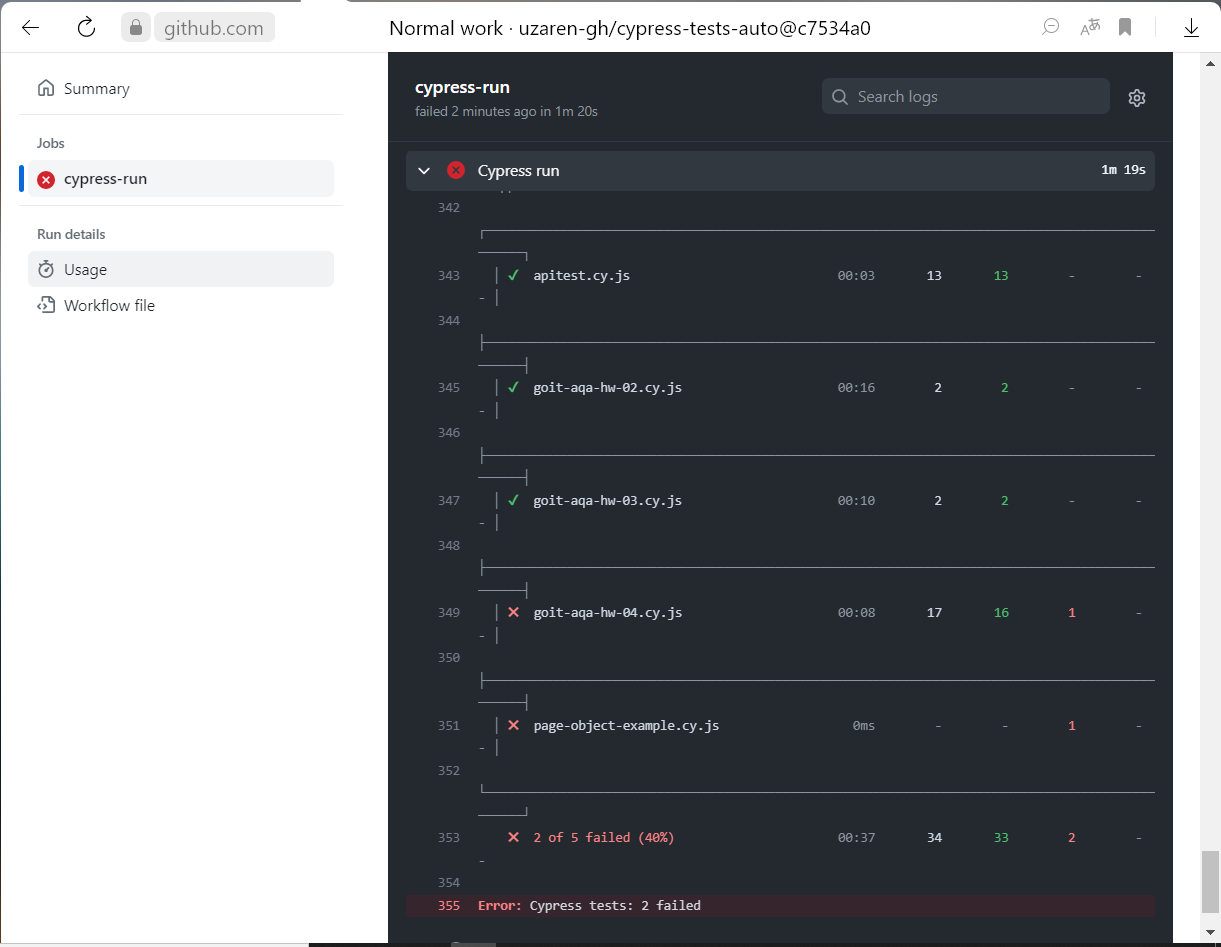 github.com
Normal work · uzaren-gh/cypress-tests-auto@c7534a0
Summary
Jobs
cypress-run
Run details
Usage
Workflow file
cypress-run
failed 2 minutes ago in 1m 20s
Search logs
Cypress run 1m 19s
342
343 │ ✓ apitest.cy.js 00:03 13 13 - -
- │
344
345 │ ✓ goit-aqa-hw-02.cy.js 00:16 2 2 - -
- │
346
347 │ ✓ goit-aqa-hw-03.cy.js 00:10 2 2 - -
- │
348
349 │ ✕ goit-aqa-hw-04.cy.js 00:08 17 16 1 -
- │
350
351 │ ✕ page-object-example.cy.js 0ms - - 1 -
- │
352
353 ✕ 2 of 5 failed (40%) 00:37 34 33 2 -
-
354
355 Error: Cypress tests: 2 failed